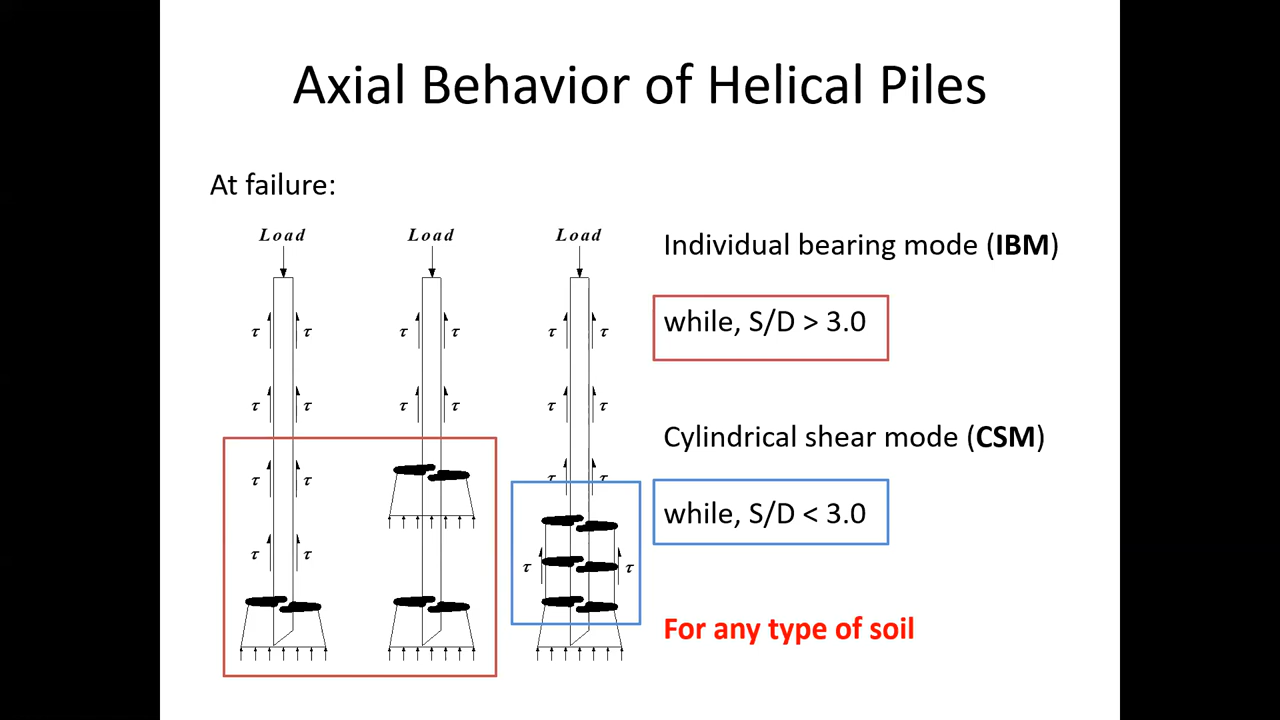 Axial Behavior of Helical Piles
At failure:
Load Load Load
Individual bearing mode (IBM)
while, S/D > 3.0
τ τ τ τ τ τ
τ τ τ τ τ τ
Cylindrical shear mode (CSM)
τ τ τ τ
while, S/D < 3.0
τ τ τ τ
For any type of soil